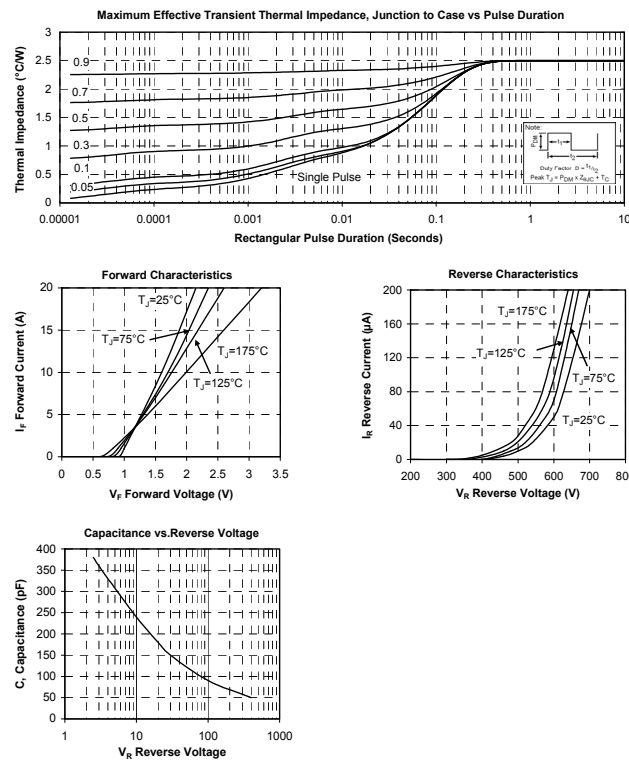 Maximum Effective Transient Thermal Impedance, Junction to Case vs Pulse Duration
Thermal Impedance (°C/W)
2.5
2
1.5
1
0.5
0
0.9
0.7
0.5
0.3
0.1
0.05
Single Pulse
Note:
PDM
t1
t2
Duty Factor D = t1/t2
Peak TJ = PDM x ZθJC + TC
0.00001 0.0001 0.001 0.01 0.1 1 10
Rectangular Pulse Duration (Seconds)
Forward Characteristics
IF Forward Current (A)
20
15
10
5
0
TJ=25°C
TJ=75°C
TJ=175°C
TJ=125°C
0 0.5 1 1.5 2 2.5 3 3.5
VF Forward Voltage (V)
Reverse Characteristics
IR Reverse Current (µA)
200
160
120
80
40
0
TJ=175°C
TJ=125°C
TJ=75°C
TJ=25°C
200 300 400 500 600 700 80
VR Reverse Voltage (V)
Capacitance vs.Reverse Voltage
C, Capacitance (pF)
400
350
300
250
200
150
100
50
0
1 10 100 1000
VR Reverse Voltage